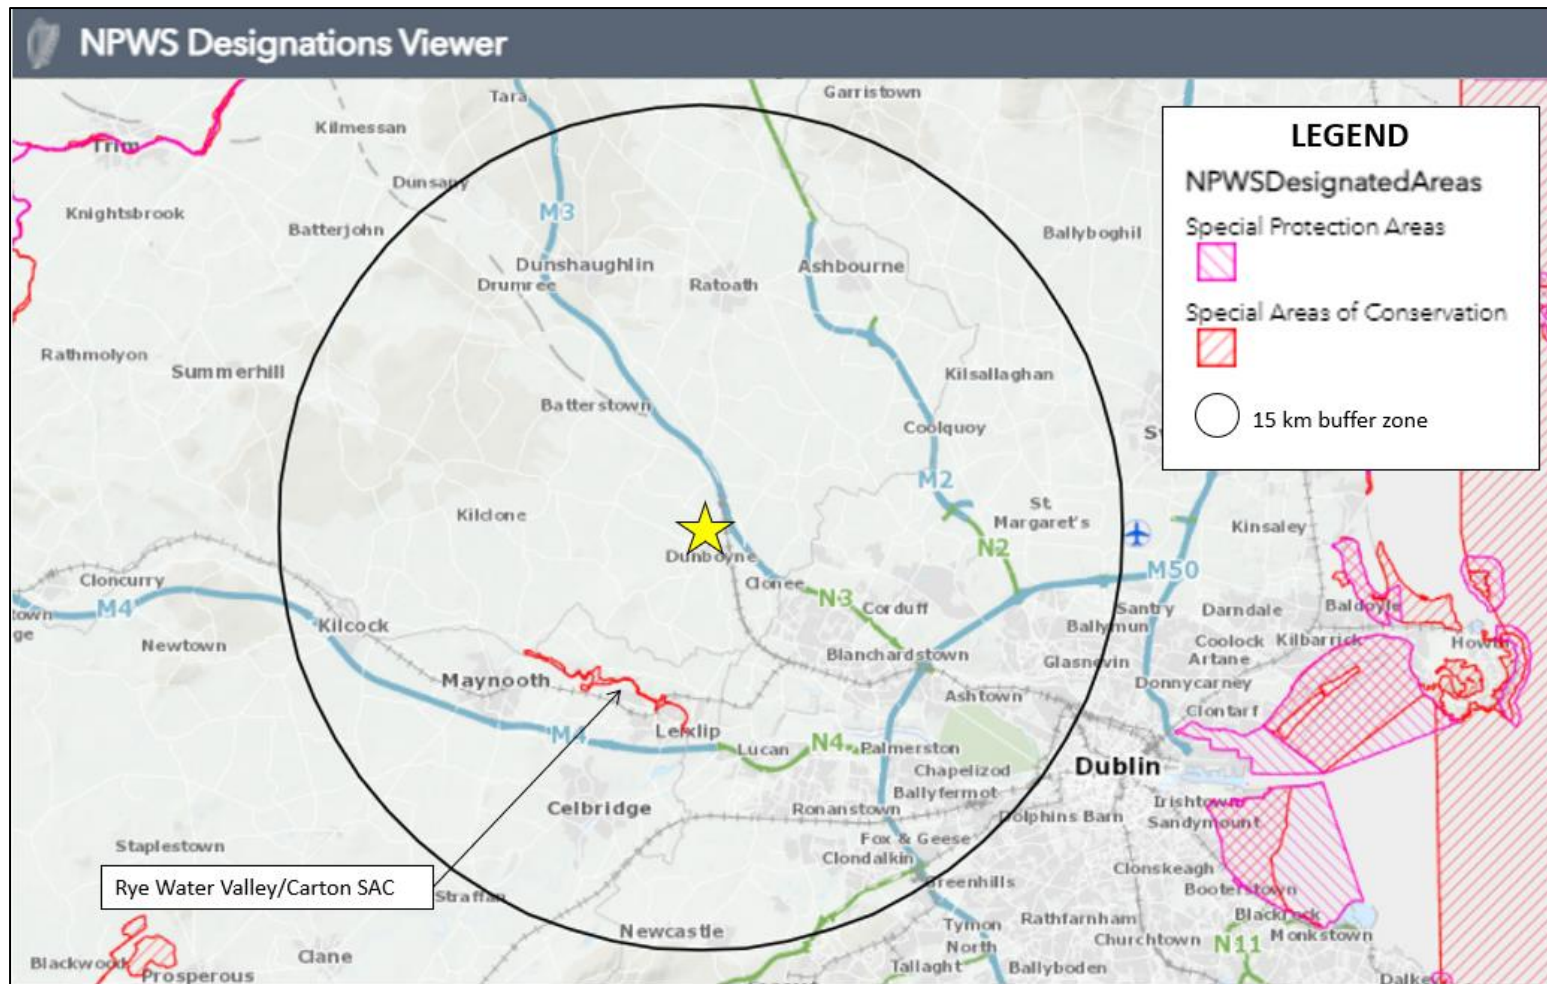 NPWS Designations Viewer
Tara
Garristown
Kilmessan
Trim
Dunsany
Knightsbrook
M3
Batterjohn
Ballyboghil
Dunshaughlin
Ashbourne
Drumree
Ratoath
Rathmolyon
Summerhill
Kilsallaghan
Batterstown
Coolquoy
M2
Kilclone
St.
Margaret's
Kinsaley
N2
Dunboyne
Clonee
M50
Cloncurry
N3
Corduff
M4
town
ge
Santry
Darndale
Baldoyle
Kilcock
Ballymun
Newtown
Coolock
Kilbarrick
Howth
Blanchardstown
Glasnevin
Artane
Maynooth
Donnycarney
Ashtown
Clontarf
M4
Leixlip
Lucan
N4
Palmerston
Dublin
Chapelizod
Ballyfermot
Celbridge
Ronanstown
Irishtown
Dolphins Barn
Sandymount
Staplestown
Fox & Geese
Clondalkin
Clonskeagh
Rye Water Valley/Carton SAC
Straffan
Greenhills
Booterstown
Newcastle
Tymon
North
Rathfarnham
Blackrock
Churchtown
N11
Monkstown
Blackwood
Clane
Prosperous
Tallaght
Ballyboden
Dalkey
LEGEND
NPWSDesignatedAreas
Special Protection Areas
Special Areas of Conservation
15 km buffer zone